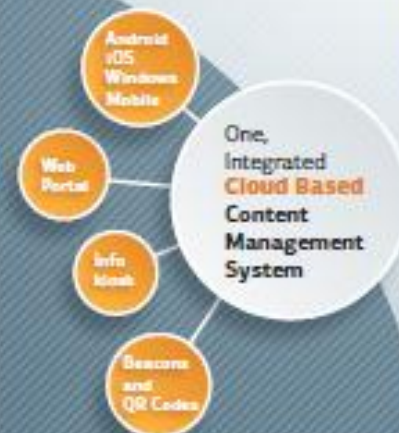 Android
iOS
Windows
Mobile
One,
Integrated
Cloud Based
Content
Management
System
Web
Portal
Info
kiosk
Beacons
and
QR Codes